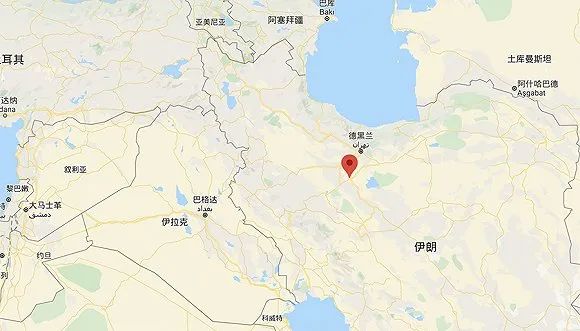 亚美尼亚
阿塞拜疆
巴库
Bakı
土库曼斯坦
阿什哈巴德
Aşgabat
耳其
达纳
dana
德黑兰
تهران
叙利亚
黎巴嫩
大马士革
دمشق
巴格达
بغداد
伊拉克
伊朗
约旦
列
科威特